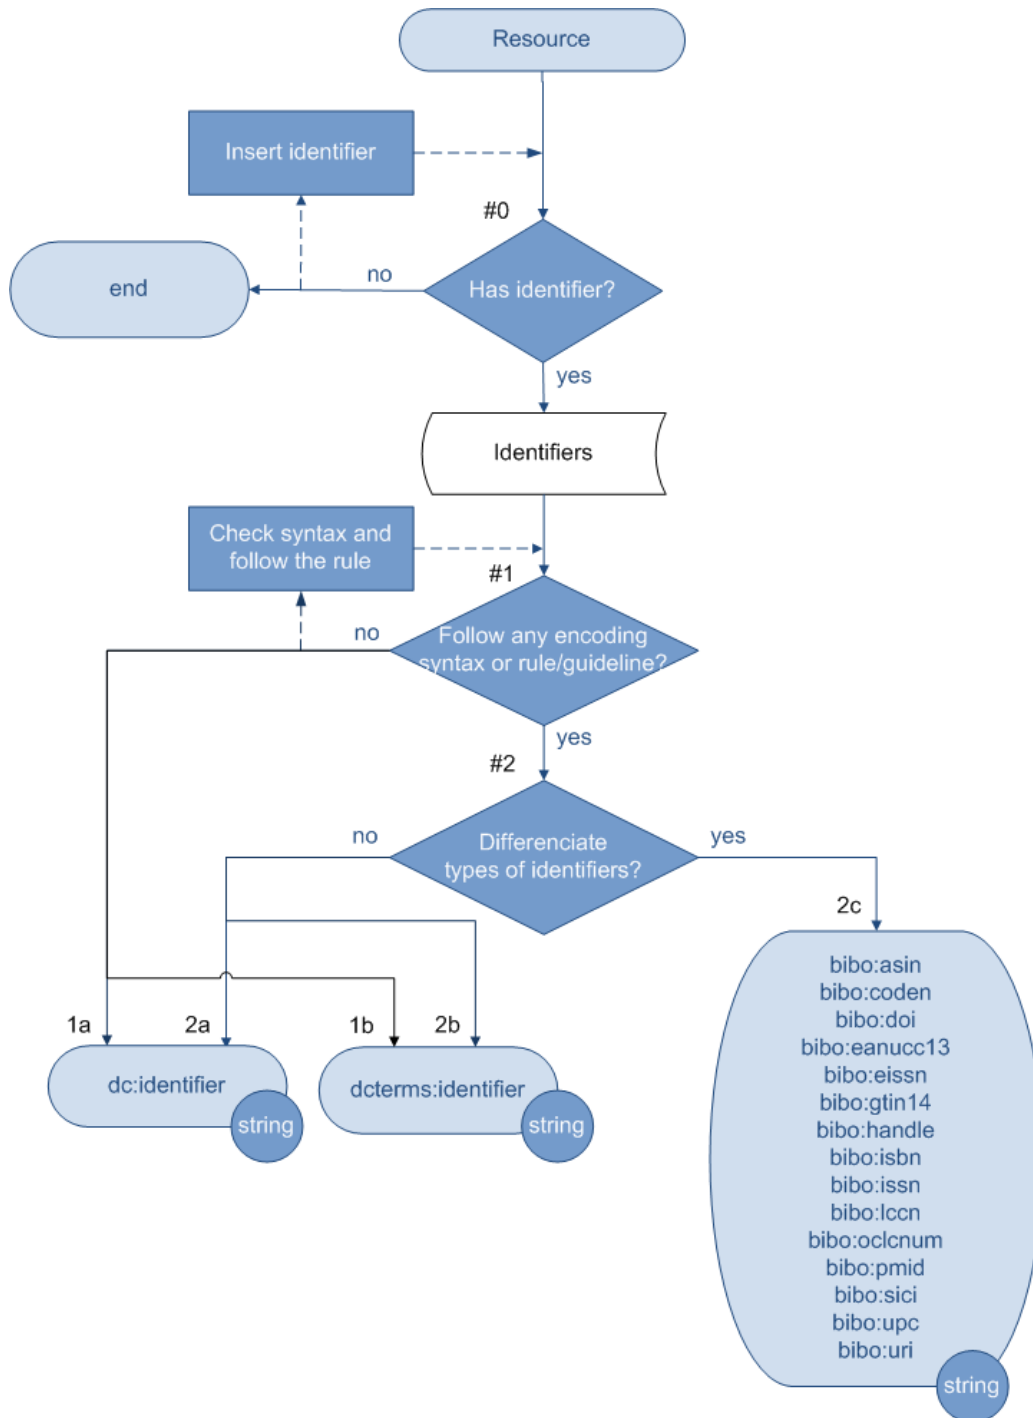 Resource
Insert identifier
#0
end
no
Has identifier?
yes
Identifiers
Check syntax and
follow the rule
#1
no
Follow any encoding
syntax or rule/guideline?
yes
#2
no
Differenciate
types of identifiers?
yes
2c
bibo:asin
bibo:coden
bibo:doi
bibo:eanucc13
bibo:eissn
bibo:gtin14
bibo:handle
bibo:isbn
bibo:issn
bibo:lccn
bibo:oclcnum
bibo:pmid
bibo:sici
bibo:upc
bibo:uri
string
1a
2a
1b
2b
dc:identifier
string
dcterms:identifier
string